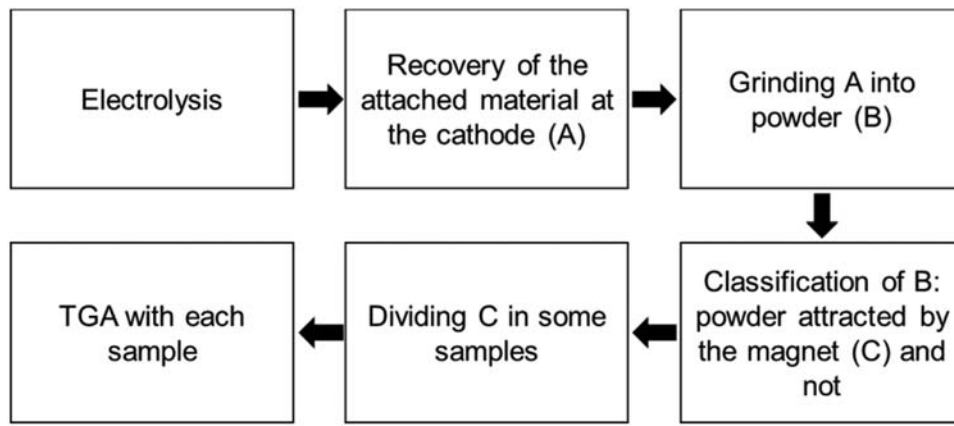 Electrolysis
Recovery of the
attached material at
the cathode (A)
Grinding A into
powder (B)
Classification of B:
powder attracted by
the magnet (C) and
not
Dividing C in some
samples
TGA with each
sample